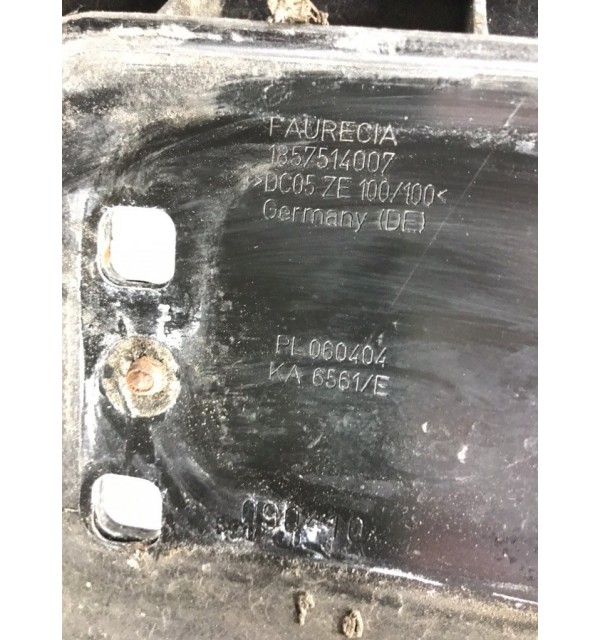 FAURECIA
1857514007
>DC05 ZE 100/100<
Germany (DE)
PL 060404
KA 6561/E